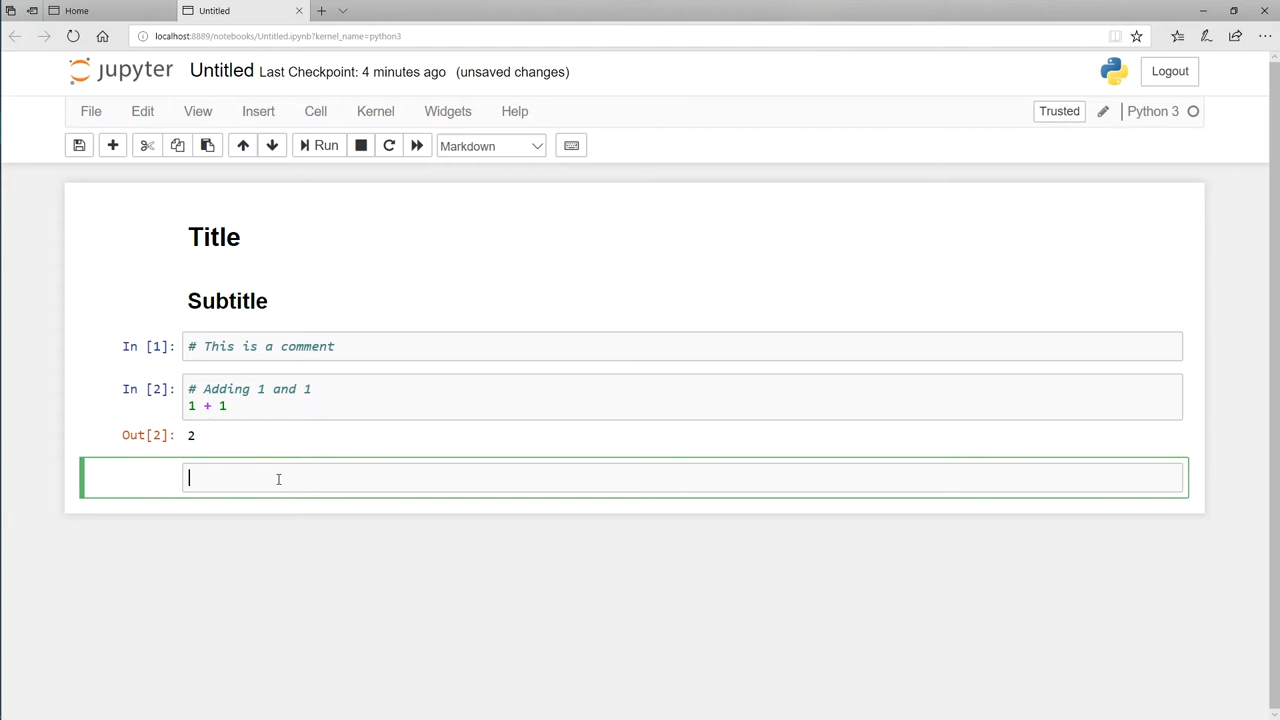 Home
Untitled
localhost:8889/notebooks/Untitled.ipynb?kernel_name=python3
jupyter Untitled Last Checkpoint: 4 minutes ago (unsaved changes)
Logout
File Edit View Insert Cell Kernel Widgets Help
Trusted
Python 3
Run
Markdown
Title
Subtitle
In [1]: # This is a comment
In [2]: # Adding 1 and 1
1 + 1
Out[2]: 2